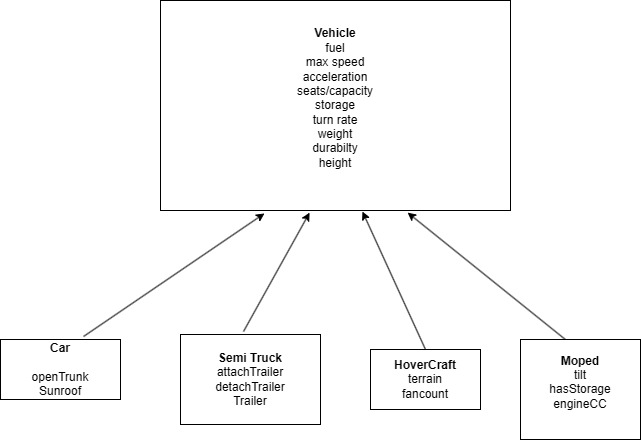 Vehicle
fuel
max speed
acceleration
seats/capacity
storage
turn rate
weight
durabilty
height
Car
openTrunk
Sunroof
Semi Truck
attachTrailer
detachTrailer
Trailer
HoverCraft
terrain
fancount
Moped
tilt
hasStorage
engineCC